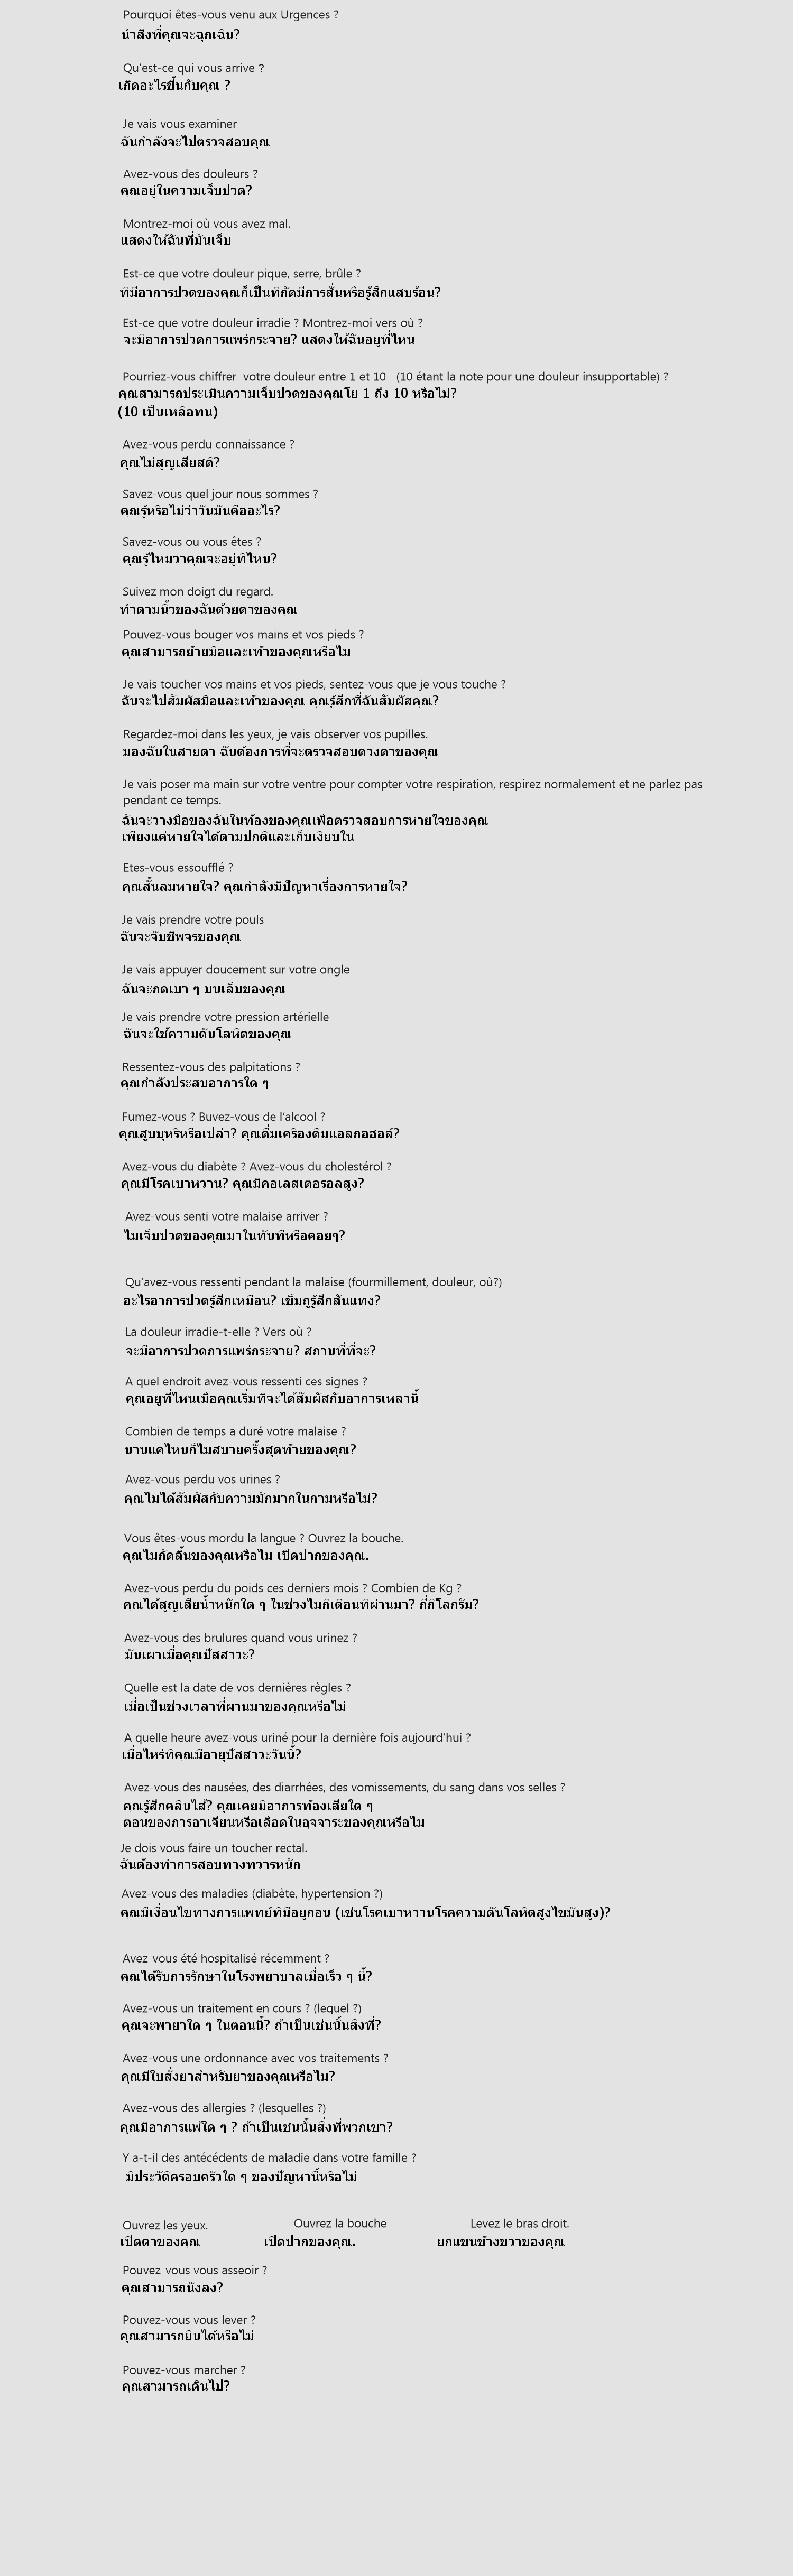 Pourquoi êtes-vous venu aux Urgences ?
นำสิ่งที่คุณจะฉุกเฉิน?
Qu’est-ce qui vous arrive ?
เกิดอะไรขึ้นกับคุณ ?
Je vais vous examiner
ฉันกำลังจะไปตรวจสอบคุณ
Avez-vous des douleurs ?
คุณอยู่ในความเจ็บปวด?
Montrez-moi où vous avez mal.
แสดงให้ฉันที่มันเจ็บ
Est-ce que votre douleur pique, serre, brûle ?
ที่มีอาการปวดของคุณก็เป็นที่กัดมีการสั่นหรือรู้สึกแสบร้อน?
Est-ce que votre douleur irradie ? Montrez-moi vers où ?
จะมีอาการปวดการแพร่กระจาย? แสดงให้ฉันอยู่ที่ไหน
Pourriez-vous chiffrer votre douleur entre 1 et 10 (10 étant la note pour une douleur insupportable) ?
คุณสามารถประเมินความเจ็บปวดของคุณโย 1 ถึง 10 หรือไม่?
(10 เป็นเหลือทน)
Avez-vous perdu connaissance ?
คุณไม่สูญเสียสติ?
Savez-vous quel jour nous sommes ?
คุณรู้หรือไม่ว่าวันมันคืออะไร?
Savez-vous ou vous êtes ?
คุณรู้ไหมว่าคุณจะอยู่ที่ไหน?
Suivez mon doigt du regard.
ทำตามนิ้วของฉันด้วยตาของคุณ
Pouvez-vous bouger vos mains et vos pieds ?
คุณสามารถย้ายมือและเท้าของคุณหรือไม่
Je vais toucher vos mains et vos pieds, sentez-vous que je vous touche ?
ฉันจะไปสัมผัสมือและเท้าของคุณ คุณรู้สึกที่ฉันสัมผัสคุณ?
Regardez-moi dans les yeux, je vais observer vos pupilles.
มองฉันในสายตา ฉันต้องการที่จะตรวจสอบดวงตาของคุณ
Je vais poser ma main sur votre ventre pour compter votre respiration, respirez normalement et ne parlez pas
pendant ce temps.
ฉันจะวางมือของฉันในท้องของคุณเพื่อตรวจสอบการหายใจของคุณ
เพียงแค่หายใจได้ตามปกติและเก็บเงียบใน
Etes-vous essoufflé ?
คุณสั้นลมหายใจ? คุณกำลังมีปัญหาเรื่องการหายใจ?
Je vais prendre votre pouls
ฉันจะจับชีพจรของคุณ
Je vais appuyer doucement sur votre ongle
ฉันจะกดเบา ๆ บนเล็บของคุณ
Je vais prendre votre pression artérielle
ฉันจะใช้ความดันโลหิตของคุณ
Ressentez-vous des palpitations ?
คุณกำลังประสบอาการใด ๆ
Fumez-vous ? Buvez-vous de l’alcool ?
คุณสูบบุหรี่หรือเปล่า? คุณดื่มเครื่องดื่มแอลกอฮอล์?
Avez-vous du diabète ? Avez-vous du cholestérol ?
คุณมีโรคเบาหวาน? คุณมีคอเลสเตอรอลสูง?
Avez-vous senti votre malaise arriver ?
ไม่เจ็บปวดของคุณมาในทันทีหรือค่อยๆ?
Qu’avez-vous ressenti pendant la malaise (fourmillement, douleur, où?)
อะไรอาการปวดรู้สึกเหมือน? เข็มถูรู้สึกสั่นแทง?
La douleur irradie-t-elle ? Vers où ?
จะมีอาการปวดการแพร่กระจาย? สถานที่ที่จะ?
A quel endroit avez-vous ressenti ces signes ?
คุณอยู่ที่ไหนเมื่อคุณเริ่มที่จะได้สัมผัสกับอาการเหล่านี้
Combien de temps a duré votre malaise ?
นานแค่ไหนก็ไม่สบายครั้งสุดท้ายของคุณ?
Avez-vous perdu vos urines ?
คุณไม่ได้สัมผัสกับความมักมากในกามหรือไม่?
Vous êtes-vous mordu la langue ? Ouvrez la bouche.
คุณไม่กัดลิ้นของคุณหรือไม่ เปิดปากของคุณ.
Avez-vous perdu du poids ces derniers mois ? Combien de Kg ?
คุณได้สูญเสียน้ำหนักใด ๆ ในช่วงไม่กี่เดือนที่ผ่านมา? กี่กิโลกรัม?
Avez-vous des brulures quand vous urinez ?
มันเผาเมื่อคุณปัสสาวะ?
Quelle est la date de vos dernières règles ?
เมื่อเป็นช่วงเวลาที่ผ่านมาของคุณหรือไม่
A quelle heure avez-vous uriné pour la dernière fois aujourd’hui ?
เมื่อไหร่ที่คุณมีอายุปัสสาวะวันนี้?
Avez-vous des nausées, des diarrhées, des vomissements, du sang dans vos selles ?
คุณรู้สึกคลื่นไส้? คุณเคยมีอาการท้องเสียใด ๆ
ตอนของการอาเจียนหรือเลือดในอุจจาระของคุณหรือไม่
Je dois vous faire un toucher rectal.
ฉันต้องทำการสอบทางทวารหนัก
Avez-vous des maladies (diabète, hypertension ?)
คุณมีเงื่อนไขทางการแพทย์ที่มีอยู่ก่อน (เช่นโรคเบาหวานโรคความดันโลหิตสูงไขมันสูง)?
Avez-vous été hospitalisé récemment ?
คุณได้รับการรักษาในโรงพยาบาลเมื่อเร็ว ๆ นี้?
Avez-vous un traitement en cours ? (lequel ?)
คุณจะพายาใด ๆ ในตอนนี้? ถ้าเป็นเช่นนั้นสิ่งที่?
Avez-vous une ordonnance avec vos traitements ?
คุณมีใบสั่งยาสำหรับยาของคุณหรือไม่?
Avez-vous des allergies ? (lesquelles ?)
คุณมีอาการแพ้ใด ๆ ? ถ้าเป็นเช่นนั้นสิ่งที่พวกเขา?
Y a-t-il des antécédents de maladie dans votre famille ?
มีประวัติครอบครัวใด ๆ ของปัญหานี้หรือไม่
Ouvrez les yeux. Ouvrez la bouche Levez le bras droit.
เปิดตาของคุณ เปิดปากของคุณ. ยกแขนข้างขวาของคุณ
Pouvez-vous vous asseoir ?
คุณสามารถนั่งลง?
Pouvez-vous vous lever ?
คุณสามารถยืนได้หรือไม่
Pouvez-vous marcher ?
คุณสามารถเดินไป?